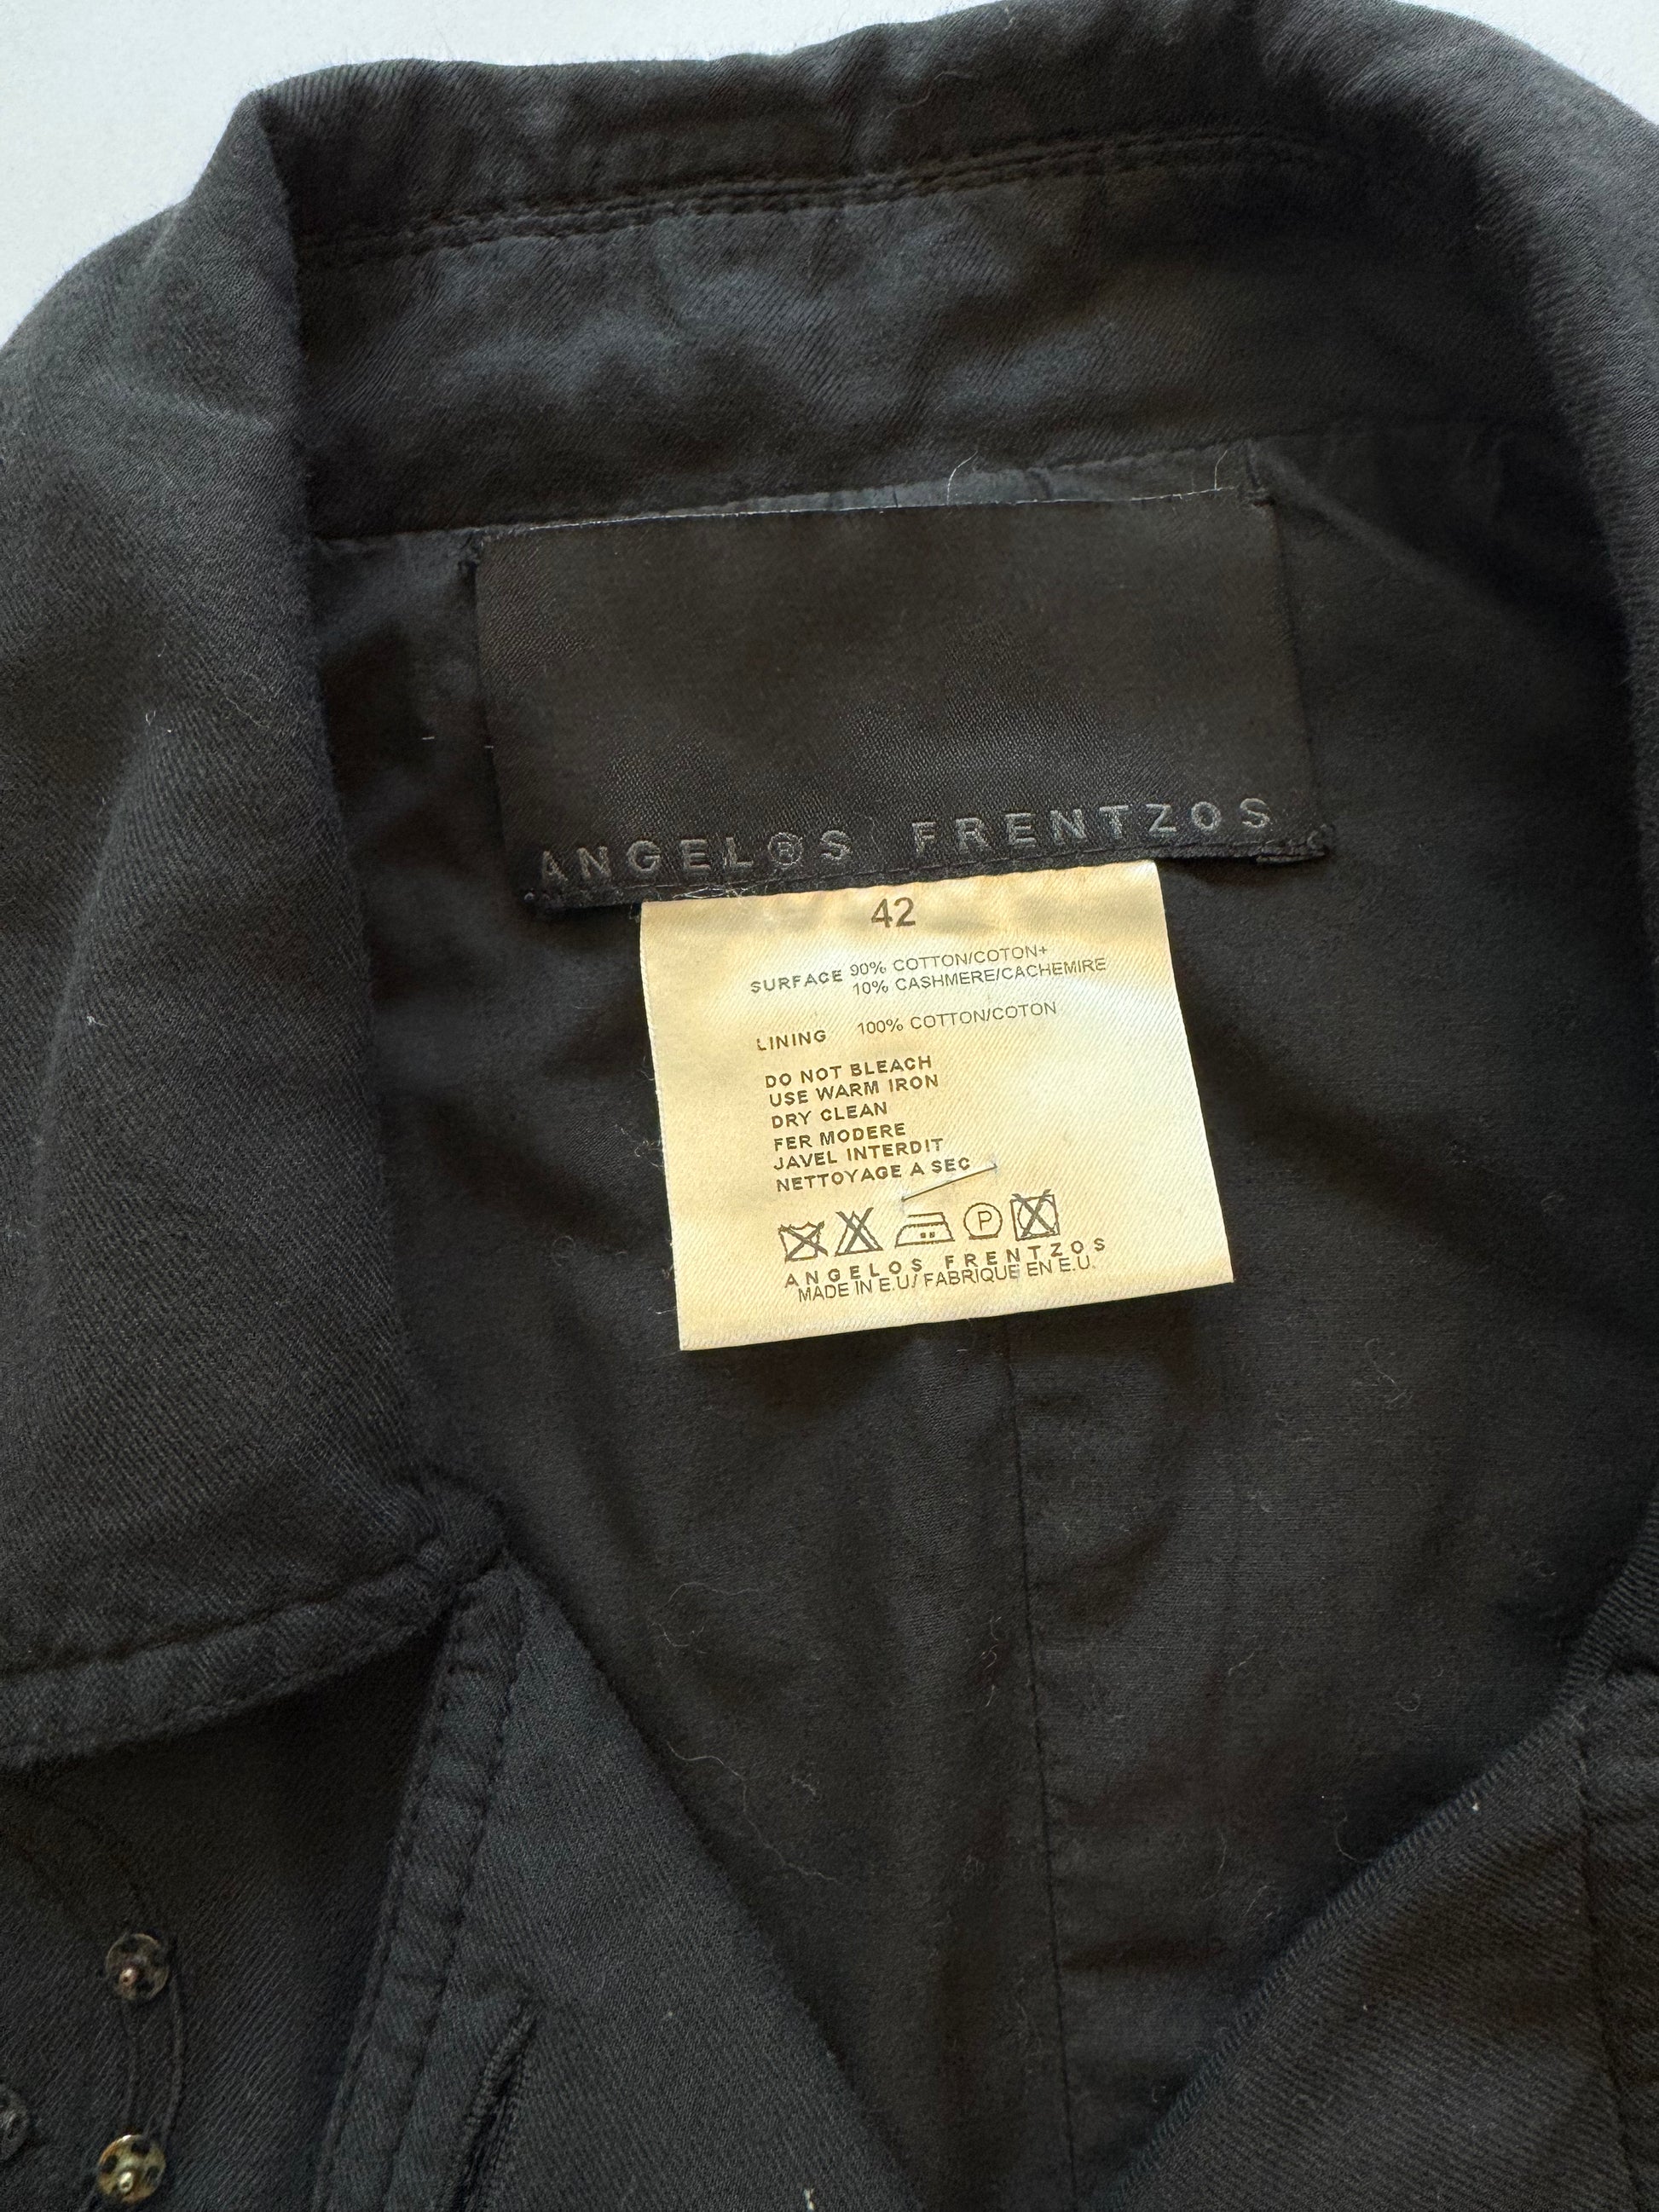 ANGEL®S FRENTZOS
42
SURFACE 90% COTTON/COTON+
10% CASHMERE/CACHEMIRE
LINING 100% COTTON/COTON
DO NOT BLEACH
USE WARM IRON
DRY CLEAN
FER MODERE
JAVEL INTERDIT
NETTOYAGE A SEC
P
ANGELOS FRENTZOS
MADE IN E.U./ FABRIQUE EN E.U.